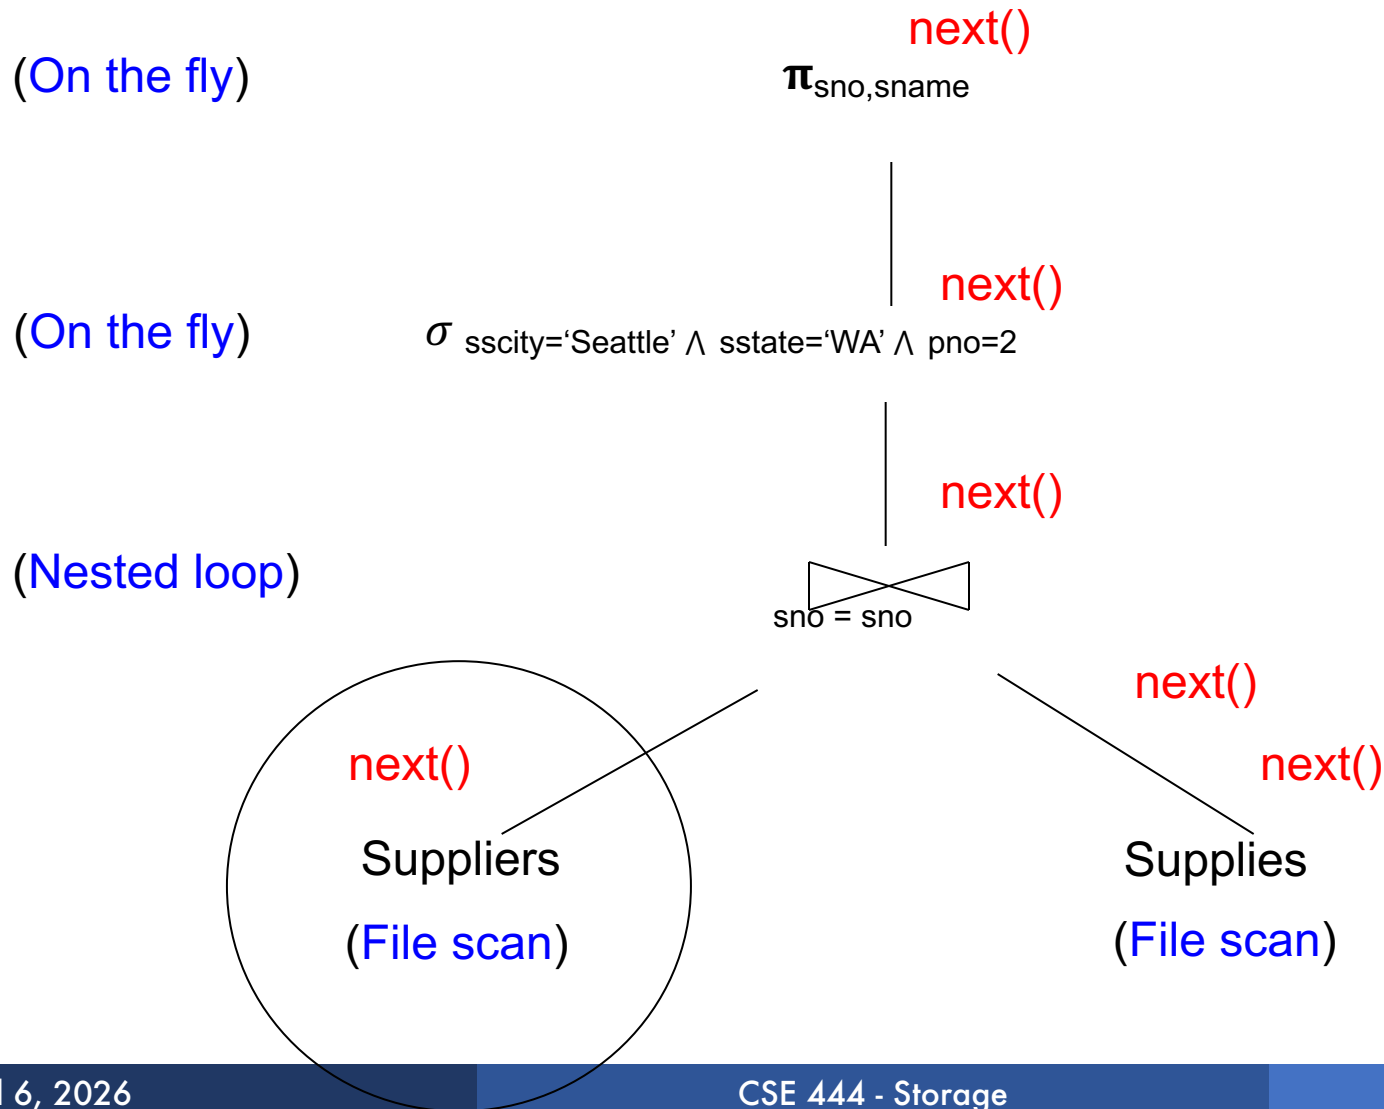 next()
(On the fly)
πsno,sname
next()
(On the fly)
σ sscity=‘Seattle’ ∧ sstate=‘WA’ ∧ pno=2
next()
(Nested loop)
sno = sno
next()
next()
next()
Suppliers
Supplies
(File scan)
(File scan)
6, 2026
CSE 444 - Storage